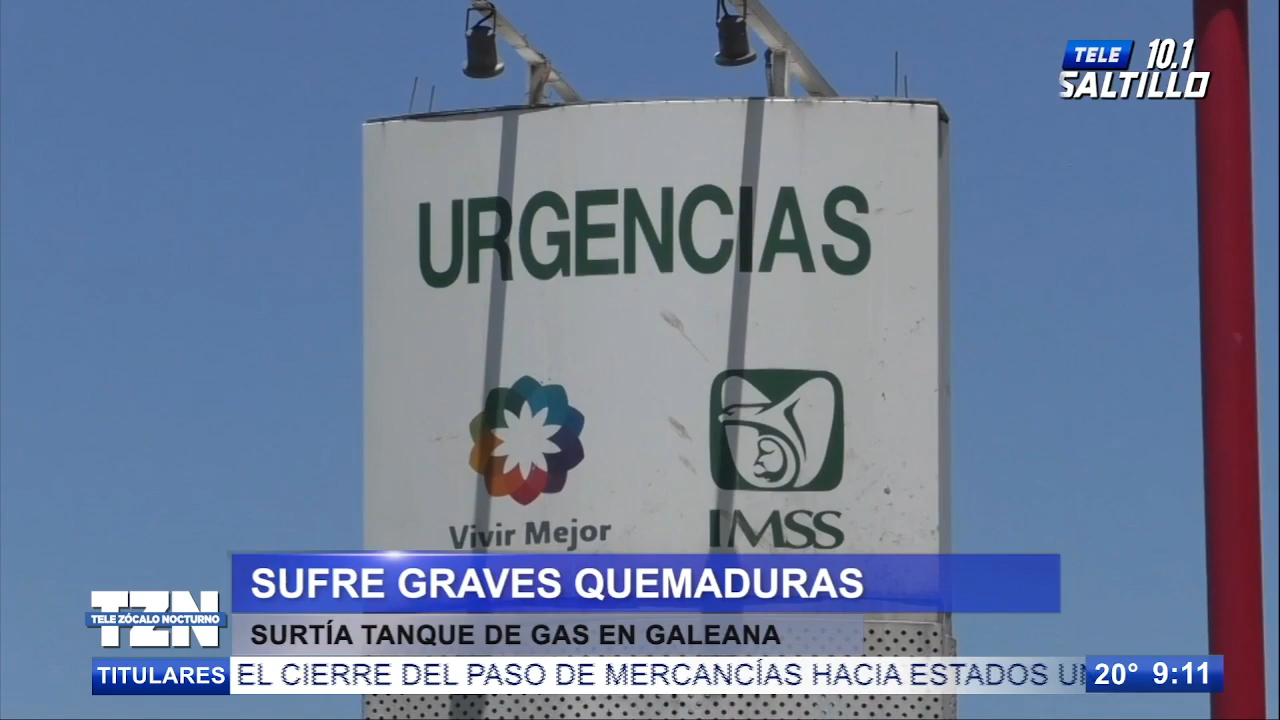 TELE 10.1
SALTILLO
URGENCIAS
Vivir Mejor
IMSS
SUFRE GRAVES QUEMADURAS
TZN
TELE ZÓCALO NOCTURNO
SURTÍA TANQUE DE GAS EN GALEANA
TITULARES EL CIERRE DEL PASO DE MERCANCÍAS HACIA ESTADOS 20° 9:11